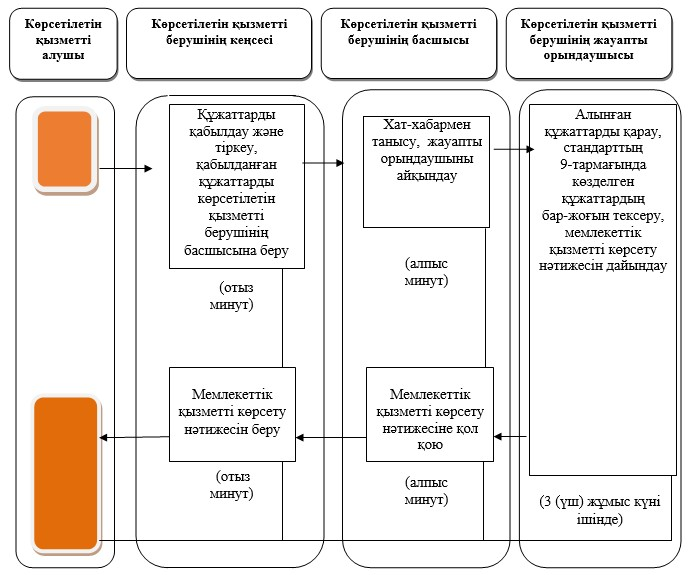 Көрсетілетін
қызметті
алушы
Көрсетілетін қызметті
берушінің кеңсесі
Көрсетілетін қызметті
берушінің басшысы
Көрсетілетін қызметті
берушінің жауапты
орындаушысы
Құжаттарды
қабылдау және
тіркеу,
қабылданған
құжаттарды
көрсетілетін
қызметті
берушінің
басшысына беру
(отыз
минут)
Хат-хабармен
танысу, жауапты
орындаушыны
айқындау
(алпыс
минут)
Алынған
құжаттарды қарау,
стандарттың
9-тармағында
көзделген
құжаттардың
бар-жоғын тексеру,
мемлекеттік
қызметті көрсету
нәтижесін дайындау
(3 (үш) жұмыс күні
ішінде)
Мемлекеттік
қызметті көрсету
нәтижесіне қол
қою
(алпыс
минут)
Мемлекеттік
қызметті көрсету
нәтижесін беру
(отыз
минут)